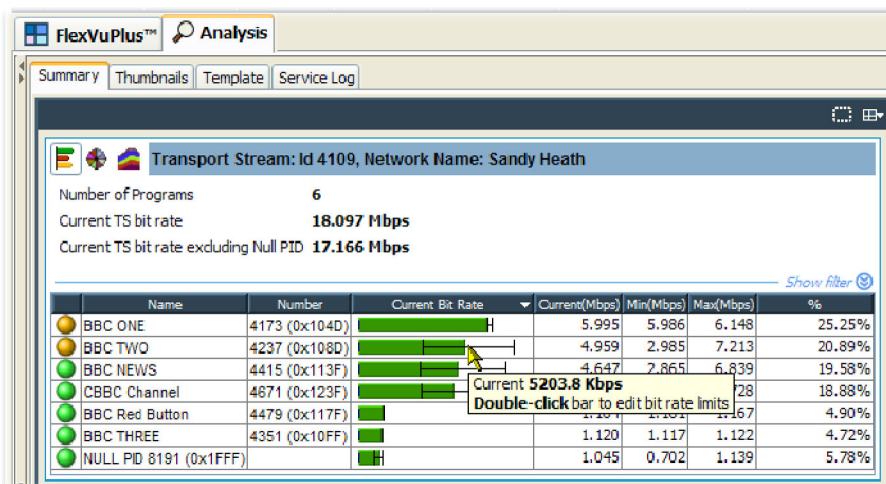 FlexVuPlus™ Analysis
Summary Thumbnails Template Service Log
Transport Stream: Id 4109, Network Name: Sandy Heath
Number of Programs 6
Current TS bit rate 18.097 Mbps
Current TS bit rate excluding Null PID 17.166 Mbps
Show filter
Name Number Current Bit Rate Current(Mbps) Min(Mbps) Max(Mbps) %
BBC ONE 4173 (0x104D) 5.995 5.986 6.148 25.25%
BBC TWO 4237 (0x108D) 4.959 2.985 7.213 20.89%
BBC NEWS 4415 (0x113F) 4.647 2.865 6.839 19.58%
CBBC Channel 4671 (0x123F) 18.88%
Current 5203.8 Kbps
Double-click bar to edit bit rate limits
BBC Red Button 4479 (0x117F) 4.90%
BBC THREE 4351 (0x10FF) 1.120 1.117 1.122 4.72%
NULL PID 8191 (0x1FFF) 1.045 0.702 1.139 5.78%